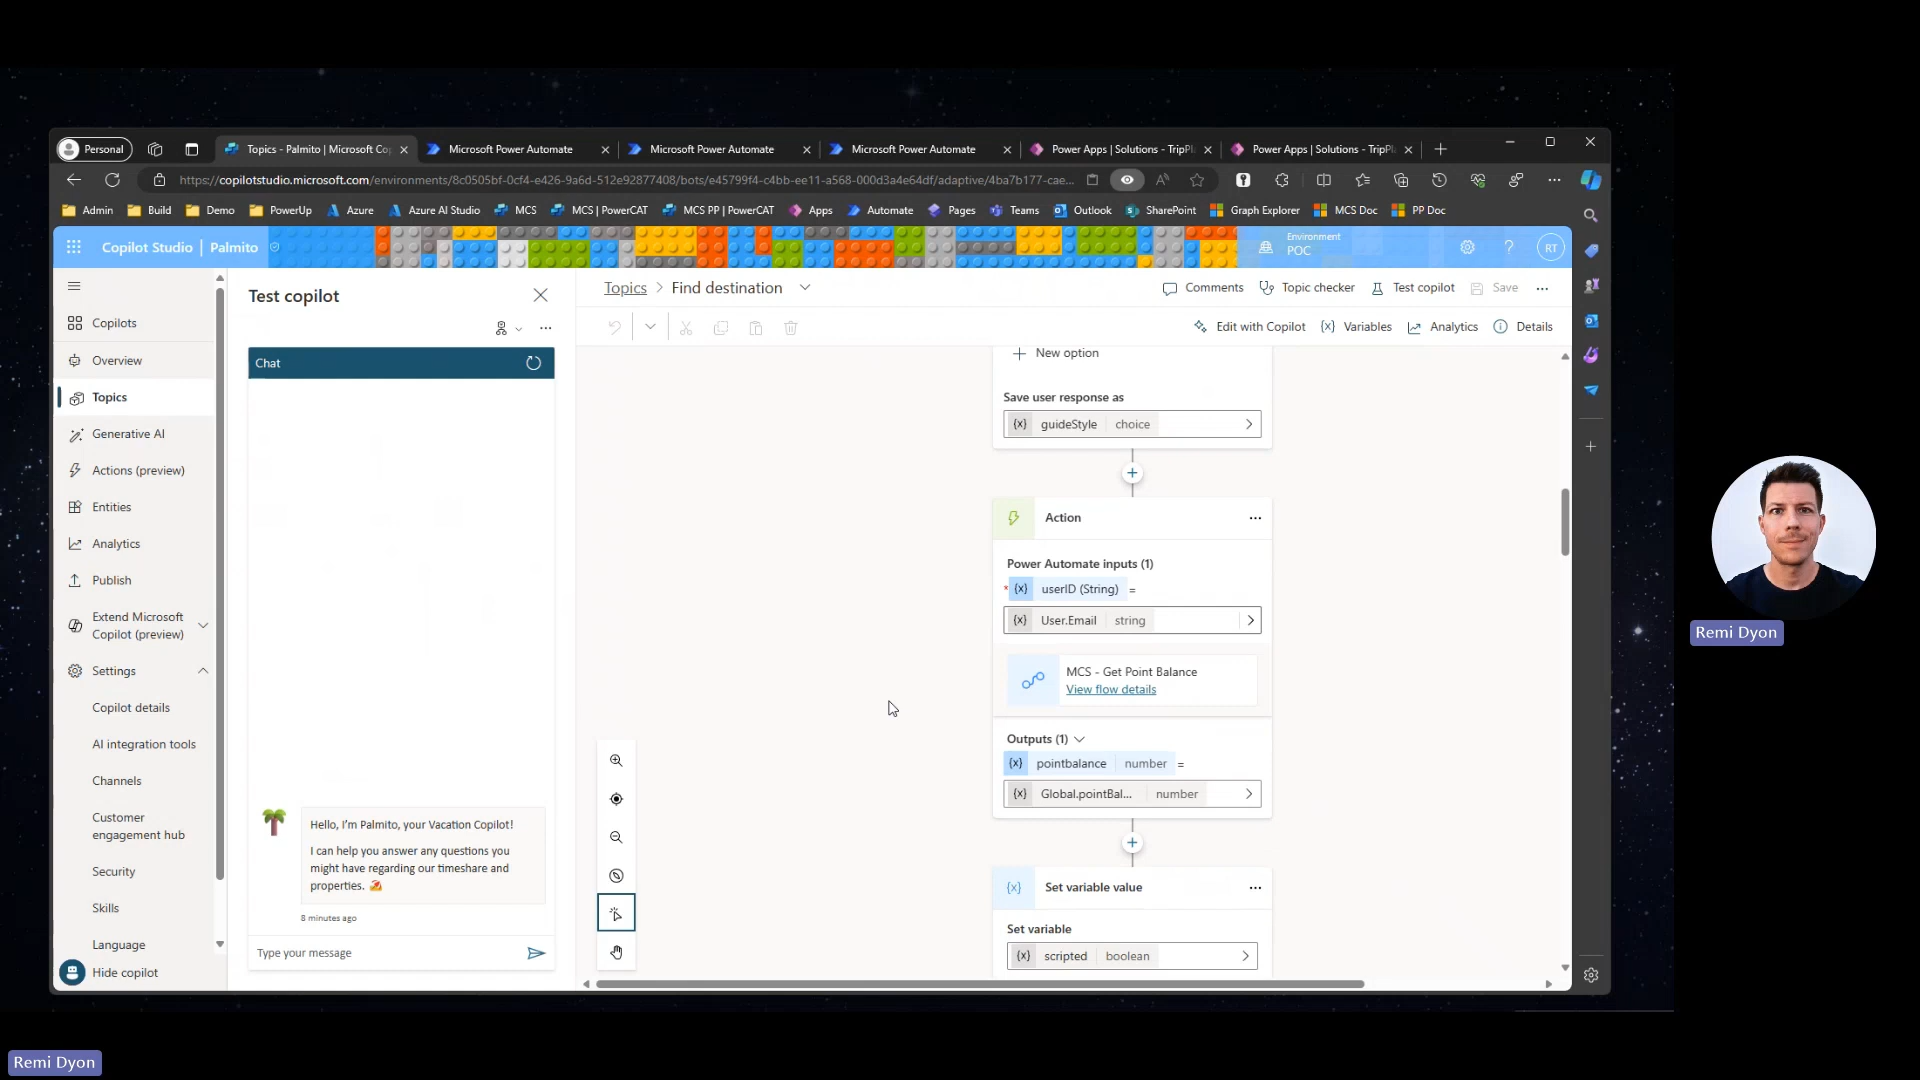 Personal
Topics - Palmito | Microsoft Co
Microsoft Power Automate
Microsoft Power Automate
Microsoft Power Automate
Power Apps | Solutions - TripPl
Power Apps | Solutions - TripPl
https://copilotstudio.microsoft.com/environments/8c0505bf-0cf4-e426-9a6d-512e92877408/bots/e45799f4-c4bb-ee11-a568-000d3a4e64df/adaptive/4ba7b177-cae...
Admin
Build
Demo
PowerUp
Azure
Azure AI Studio
MCS
MCS | PowerCAT
MCS PP | PowerCAT
Apps
Automate
Pages
Teams
Outlook
SharePoint
Graph Explorer
MCS Doc
PP Doc
Copilot Studio | Palmito
Environment
POC
?
RT
Copilots
Overview
Topics
Generative AI
Actions (preview)
Entities
Analytics
Publish
Extend Microsoft
Copilot (preview)
Settings
Copilot details
AI integration tools
Channels
Customer
engagement hub
Security
Skills
Language
Hide copilot
Test copilot
Chat
Hello, I'm Palmito, your Vacation Copilot!
I can help you answer any questions you
might have regarding our timeshare and
properties. 🏖️
8 minutes ago
Type your message
Topics > Find destination
Comments
Topic checker
Test copilot
Save
Edit with Copilot
{x} Variables
Analytics
Details
New option
Save user response as
{x} guideStyle choice
Action
Power Automate inputs (1)
* {x} userID (String) =
{x} User.Email string
MCS - Get Point Balance
View flow details
Outputs (1)
{x} pointbalance number =
{x} Global.pointBal... number
{x} Set variable value
Set variable
{x} scripted boolean
Remi Dyon
Remi Dyon